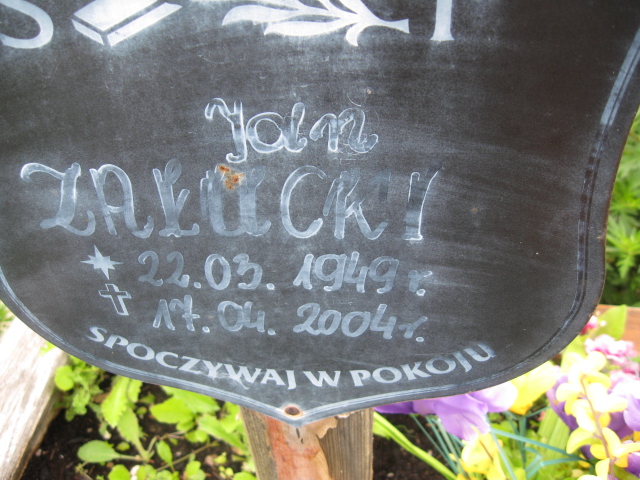 Jan
ZAŁUCKI
22.03.1949 r.
17.04.2004 r.
SPOCZYWAJ W POKOJU